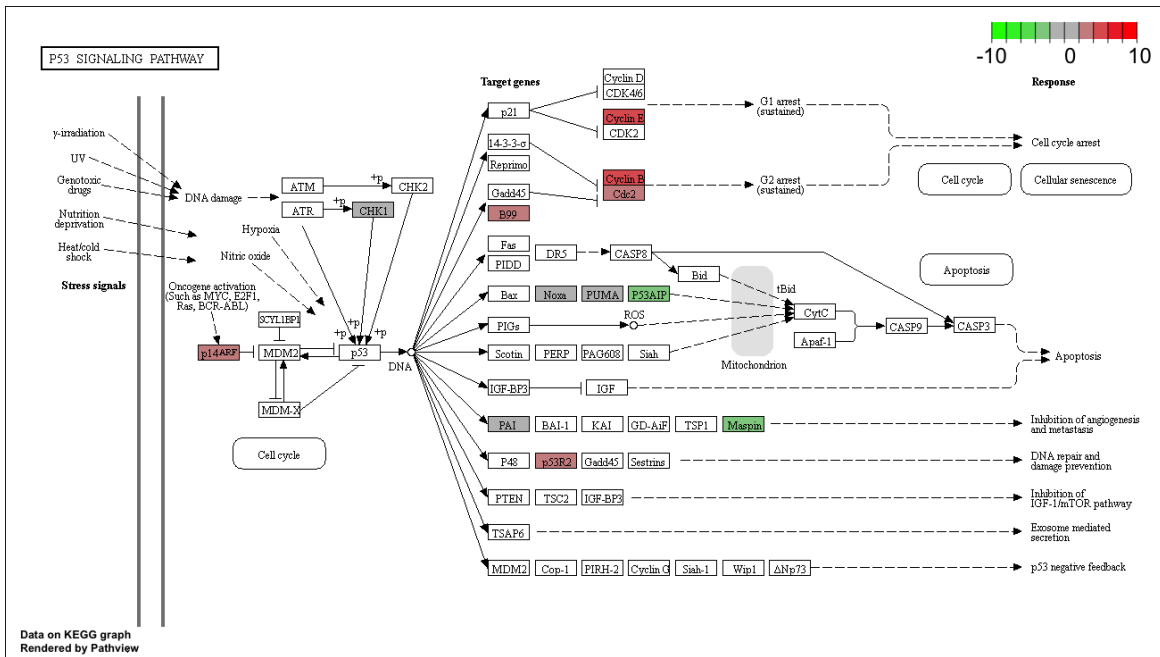 P53 SIGNALING PATHWAY
-10 0 10
Target genes
Response
Cyclin D
CDK4/6
p21
G1 arrest
(sustained)
Cyclin E
CDK2
γ-irradiation
UV
Genotoxic
drugs
Nutrition
deprivation
Heat/cold
shock
Stress signals
DNA damage
ATM
+p
CHK2
ATR
+p
CHK1
Hypoxia
Nitric oxide
Oncogene activation
(Such as MYC, E2F1,
Ras, BCR-ABL)
SCYL1BP1
p14ARF
MDM2
+p
+p
+p
p53
DNA
MDM-X
Cell cycle
14-3-3-σ
Reprimo
Cell cycle arrest
Cyclin B
Cdc2
G2 arrest
(sustained)
Cell cycle
Cellular senescence
Gadd45
B99
Fas
PIDD
DR5
CASP8
Bid
tBid
Apoptosis
Bax
Noxa
PUMA
P53AIP
CytC
PIGs
ROS
CASP9
CASP3
Apaf-1
Scotin
PERP
PAG608
Siah
Mitochondrion
Apoptosis
IGF-BP3
IGF
PAI
BAI-1
KAI
GD-AiF
TSP1
Maspin
Inhibition of angiogenesis
and metastasis
P48
p53R2
Gadd45
Sestrins
DNA repair and
damage prevention
PTEN
TSC2
IGF-BP3
Inhibition of
IGF-1/mTOR pathway
TSAP6
Exosome mediated
secretion
MDM2
Cop-1
PIRH-2
Cyclin G
Siah-1
Wip1
ΔNp73
p53 negative feedback
Data on KEGG graph
Rendered by Pathview